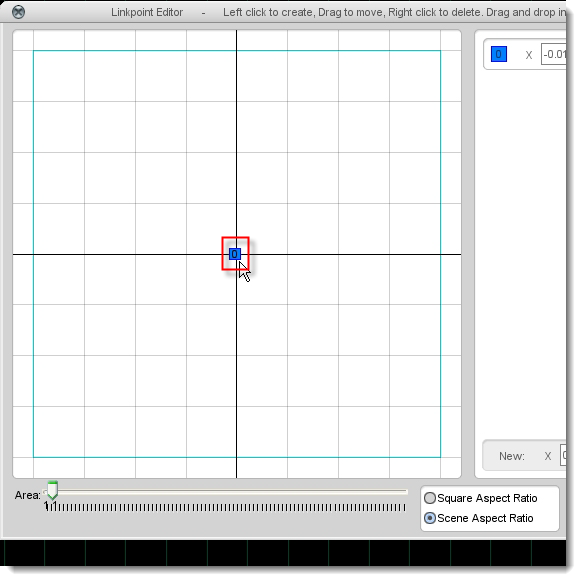 Linkpoint Editor - Left click to create, Drag to move, Right click to delete. Drag and drop in
0 X -0.01
0
New: X
Area:
Square Aspect Ratio
Scene Aspect Ratio